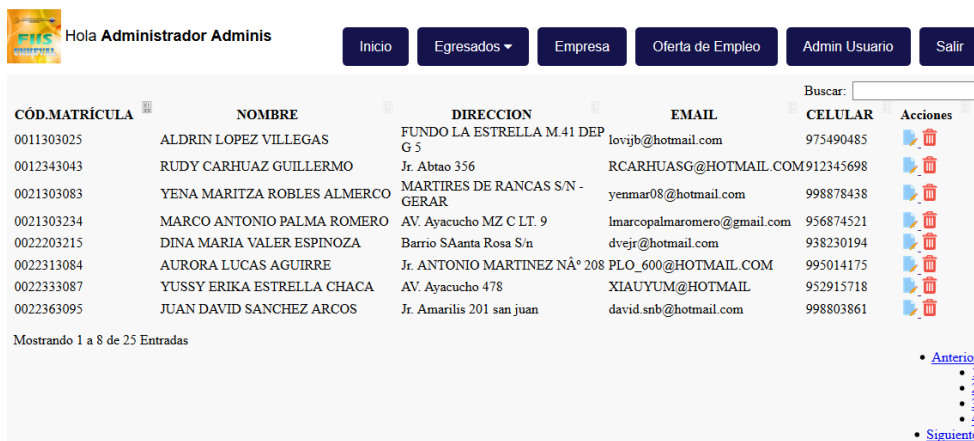 FIIS
UNHEVAL
Hola Administrador Adminis
Inicio Egresados Empresa Oferta de Empleo Admin Usuario Salir
Buscar:
CÓD.MATRÍCULA NOMBRE DIRECCION EMAIL CELULAR Acciones
0011303025 ALDRIN LOPEZ VILLEGAS FUNDO LA ESTRELLA M.41 DEP G 5 lovijb@hotmail.com 975490485
0012343043 RUDY CARHUAZ GUILLERMO Jr. Abtao 356 RCARHUASG@HOTMAIL.COM 912345698
0021303083 YENA MARITZA ROBLES ALMERCO MARTIRES DE RANCAS S/N - GERAR yenmar08@hotmail.com 998878438
0021303234 MARCO ANTONIO PALMA ROMERO AV. Ayacucho MZ C LT. 9 lmarcopalmaromero@gmail.com 956874521
0022203215 DINA MARIA VALER ESPINOZA Barrio SAanta Rosa S/n dvejr@hotmail.com 938230194
0022313084 AURORA LUCAS AGUIRRE Jr. ANTONIO MARTINEZ NÂº 208 PLO_600@HOTMAIL.COM 995014175
0022333087 YUSSY ERIKA ESTRELLA CHACA AV. Ayacucho 478 XIAUYUM@HOTMAIL 952915718
0022363095 JUAN DAVID SANCHEZ ARCOS Jr. Amarilis 201 san juan david.snb@hotmail.com 998803861
Mostrando 1 a 8 de 25 Entradas
Anterio
Siguient